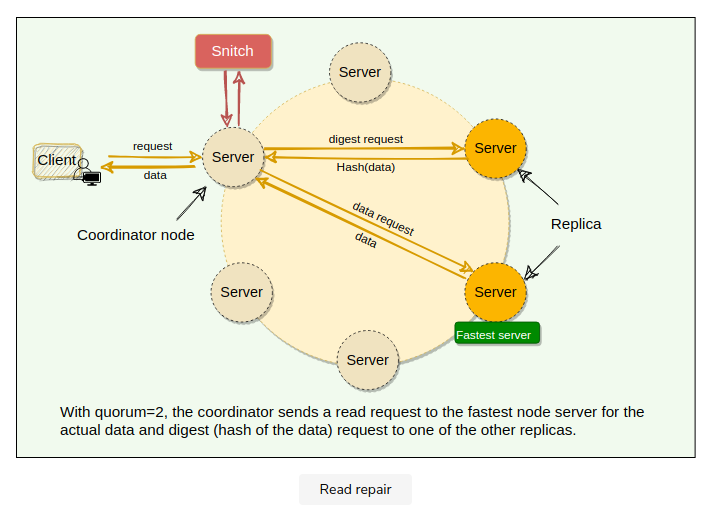 Snitch
Server
Client
request
data
Server
digest request
Hash(data)
Server
data request
data
Coordinator node
Replica
Server
Server
Fastest server
Server
With quorum=2, the coordinator sends a read request to the fastest node server for the
actual data and digest (hash of the data) request to one of the other replicas.
Read repair